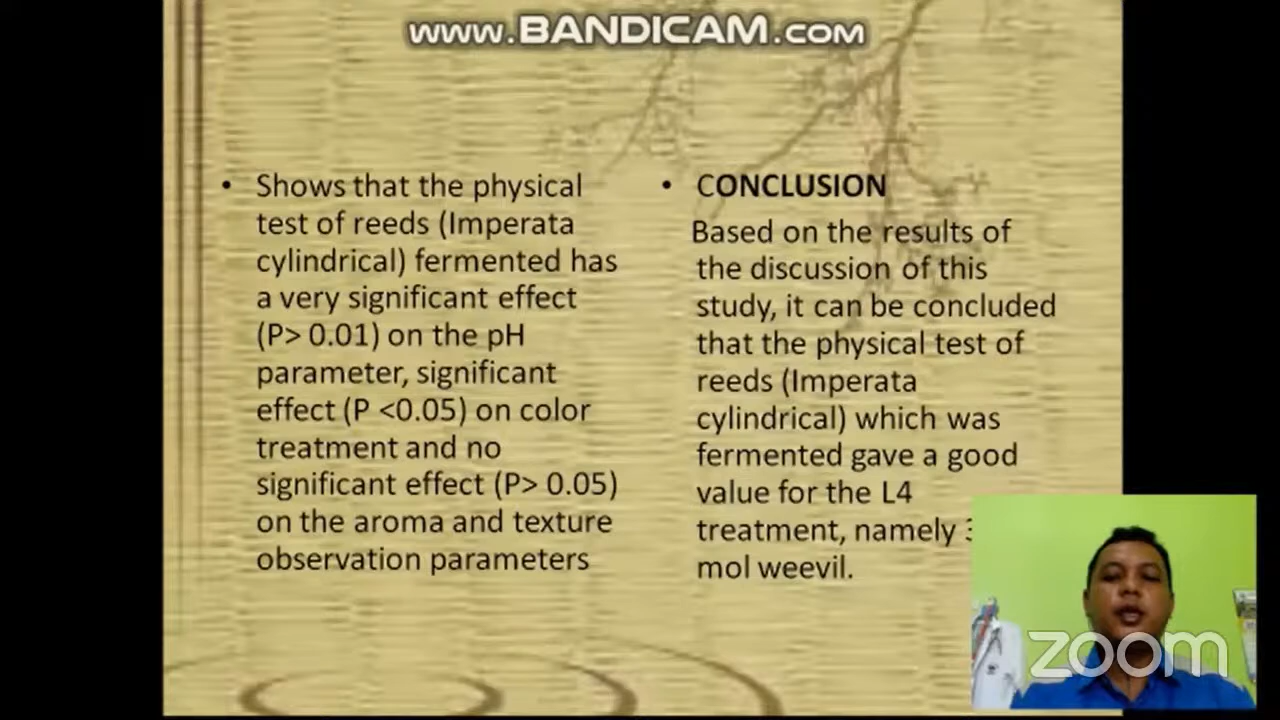 www.BANDICAM.com
• Shows that the physical
test of reeds (Imperata
cylindrical) fermented has
a very significant effect
(P> 0.01) on the pH
parameter, significant
effect (P <0.05) on color
treatment and no
significant effect (P> 0.05)
on the aroma and texture
observation parameters
• CONCLUSION
Based on the results of
the discussion of this
study, it can be concluded
that the physical test of
reeds (Imperata
cylindrical) which was
fermented gave a good
value for the L4
treatment, namely
mol weevil.
zoom